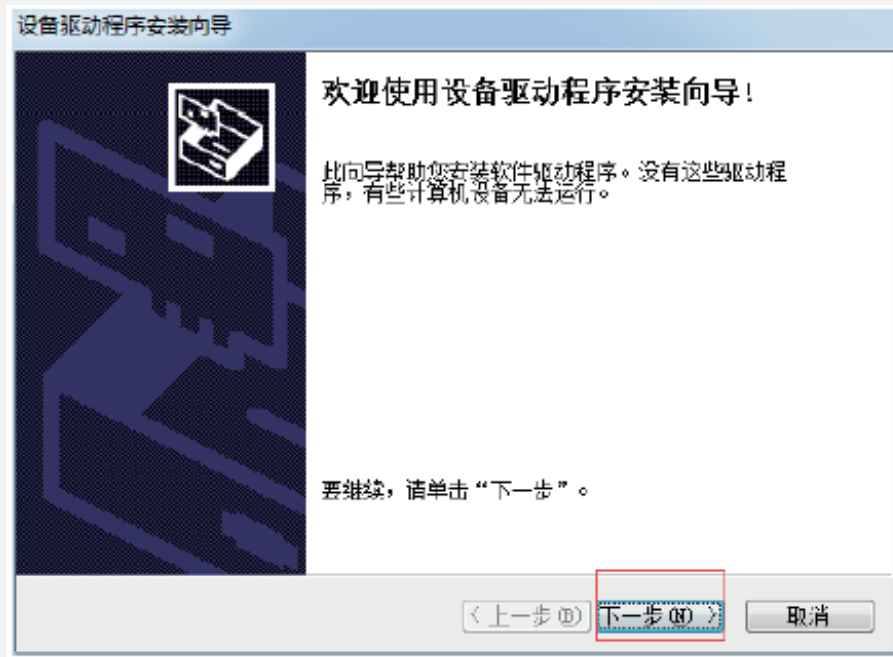 设备驱动程序安装向导
欢迎使用设备驱动程序安装向导!
此向导帮助您安装软件驱动程序。没有这些驱动程
序，有些计算机设备无法运行。
要继续，请单击“下一步”。
< 上一步(B)
下一步(N) >
取消